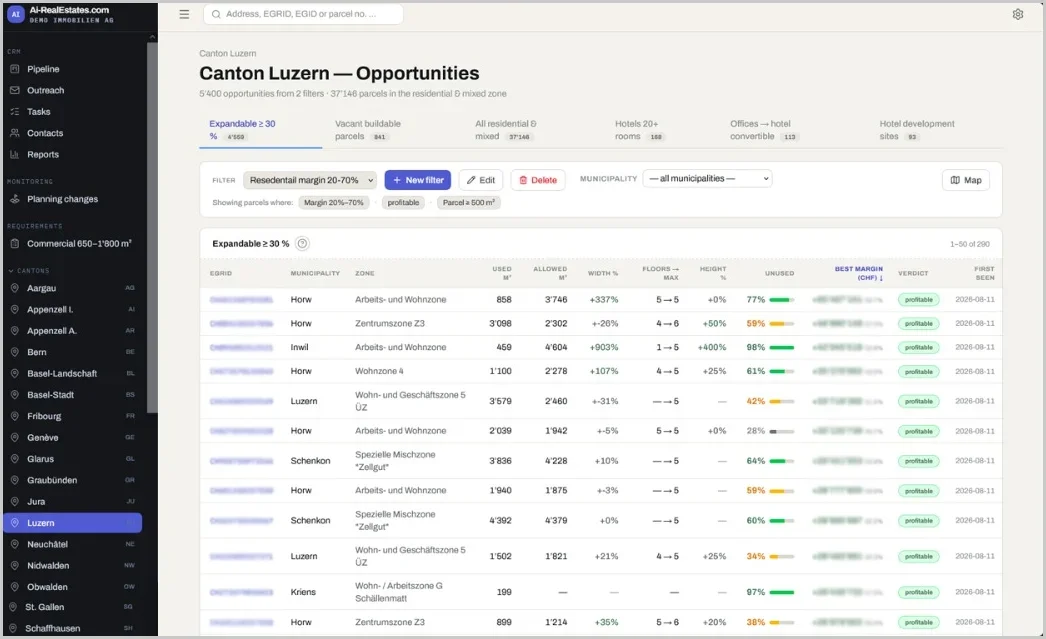 AI
Ai-RealEstates.com
DEMO IMMOBILIEN AG
Address, EGRID, EGID or parcel no. ...
CRM
Pipeline
Outreach
Tasks
Contacts
Reports
MONITORING
Planning changes
REQUIREMENTS
Commercial 650–1'800 m²
CANTONS
Aargau AG
Appenzell I. AI
Appenzell A. AR
Bern BE
Basel-Landschaft BL
Basel-Stadt BS
Fribourg FR
Genève GE
Glarus GL
Graubünden GR
Jura JU
Luzern
Neuchâtel NE
Nidwalden NW
Obwalden OW
St. Gallen SG
Schaffhausen SH
Canton Luzern
Canton Luzern — Opportunities
5'400 opportunities from 2 filters · 37'146 parcels in the residential & mixed zone
Expandable ≥ 30
% 4'559
Vacant buildable
parcels 841
All residential &
mixed 37'146
Hotels 20+
rooms 169
Offices → hotel
convertible 113
Hotel development
sites 93
FILTER Resedentail margin 20-70% + New filter Edit Delete MUNICIPALITY — all municipalities — Map
Showing parcels where: Margin 20%–70% · profitable · Parcel ≥ 500 m²
Expandable ≥ 30 % ? 1–50 of 290
EGRID MUNICIPALITY ZONE USED M² ALLOWED M² WIDTH % FLOORS → MAX HEIGHT % UNUSED BEST MARGIN (CHF) ↓ VERDICT FIRST SEEN
Horw Arbeits- und Wohnzone 858 3'746 +337% 5 → 5 +0% 77% profitable 2026-08-11
Horw Zentrumszone Z3 3'098 2'302 +-26% 4 → 6 +50% 59% profitable 2026-08-11
Inwil Arbeits- und Wohnzone 459 4'604 +903% 1 → 5 +400% 98% profitable 2026-08-11
Horw Wohnzone 4 1'100 2'278 +107% 4 → 5 +25% 61% profitable 2026-08-11
Luzern Wohn- und Geschäftszone 5 ÜZ 3'579 2'460 +-31% — → 5 — 42% profitable 2026-08-11
Horw Arbeits- und Wohnzone 2'039 1'942 +-5% 5 → 5 +0% 28% profitable 2026-08-11
Schenkon Spezielle Mischzone "Zellgut" 3'836 4'228 +10% — → 5 — 64% profitable 2026-08-11
Horw Arbeits- und Wohnzone 1'940 1'875 +-3% — → 5 — 59% profitable 2026-08-11
Schenkon Spezielle Mischzone "Zellgut" 4'392 4'379 +0% — → 5 — 60% profitable 2026-08-11
Luzern Wohn- und Geschäftszone 5 ÜZ 1'502 1'821 +21% 4 → 5 +25% 34% profitable 2026-08-11
Kriens Wohn- / Arbeitszone G Schällenmatt 199 — — — — 97% profitable 2026-08-11
Horw Zentrumszone Z3 899 1'214 +35% 5 → 6 +20% 38% profitable 2026-08-11